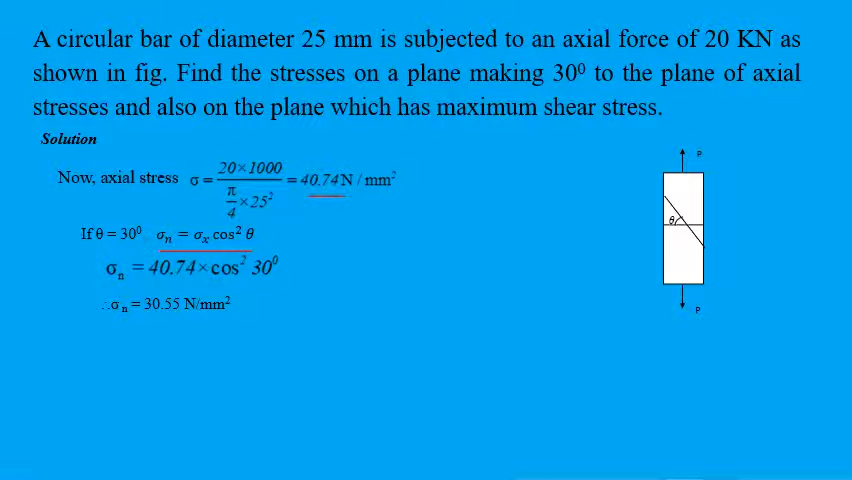 A circular bar of diameter 25 mm is subjected to an axial force of 20 KN as
shown in fig. Find the stresses on a plane making 30⁰ to the plane of axial
stresses and also on the plane which has maximum shear stress.
Solution
Now, axial stress σ = 20×1000 / (π/4 ×25²) = 40.74 N / mm²
If θ = 30⁰ σₙ = σₓ cos² θ
σₙ = 40.74× cos² 30⁰
∴σₙ = 30.55 N/mm²
P
θ
P